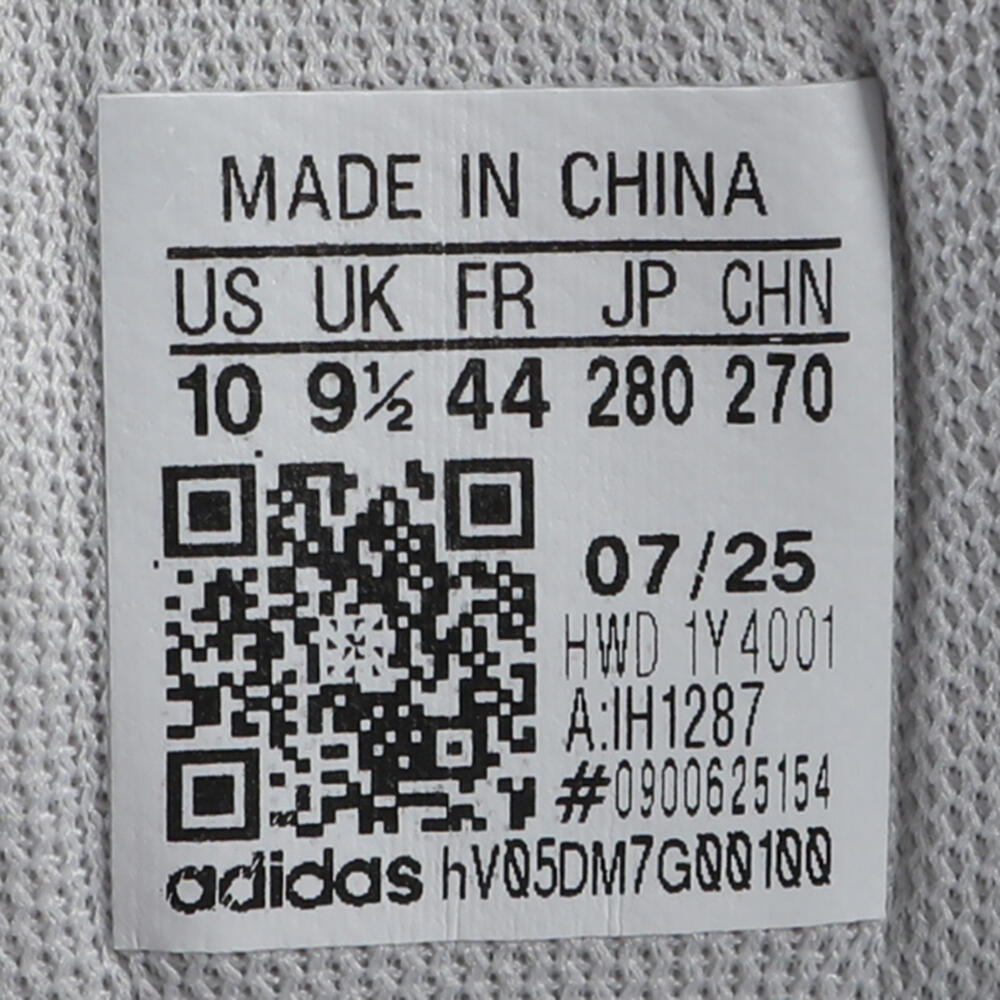 MADE IN CHINA
US UK FR JP CHN
10 9½ 44 280 270
07/25
HWD 1Y4001
A:IH1287
#0900625154
adidas hV05DM7G00100